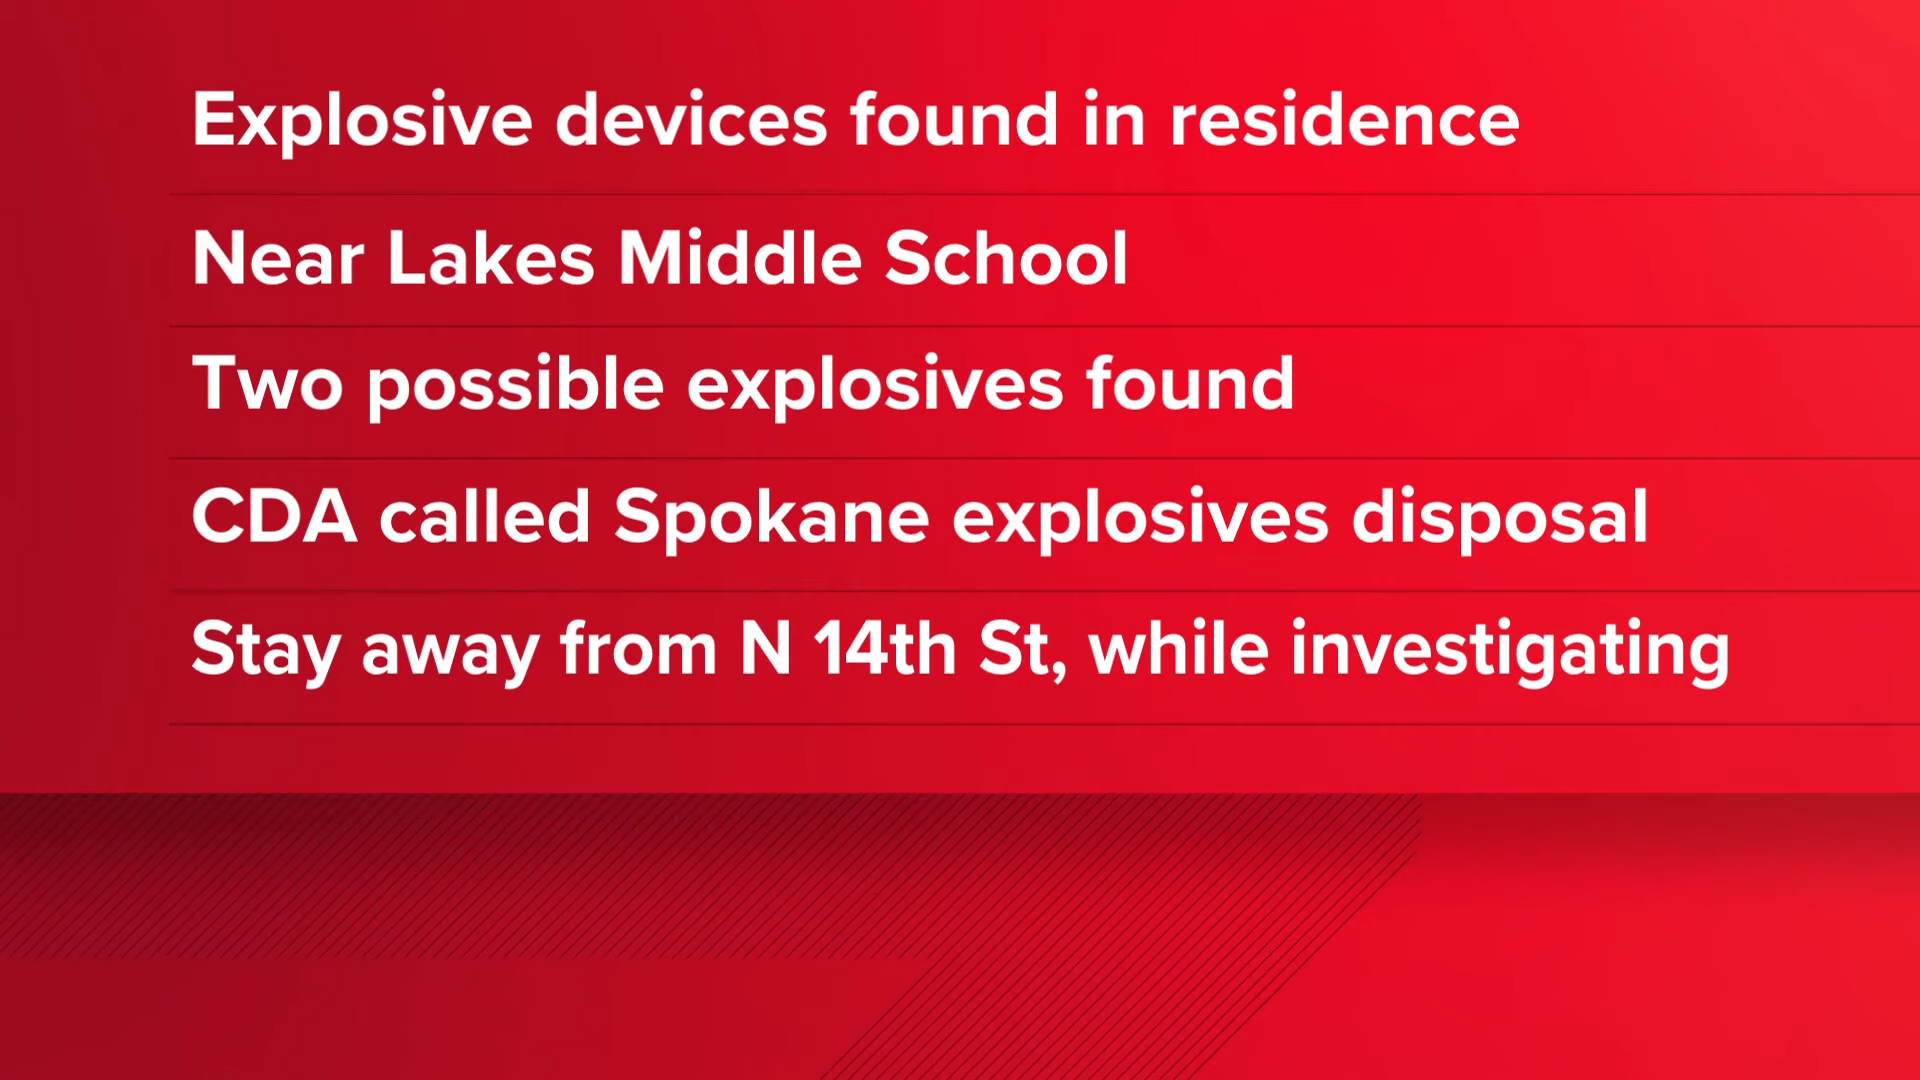 Explosive devices found in residence
Near Lakes Middle School
Two possible explosives found
CDA called Spokane explosives disposal
Stay away from N 14th St, while investigating